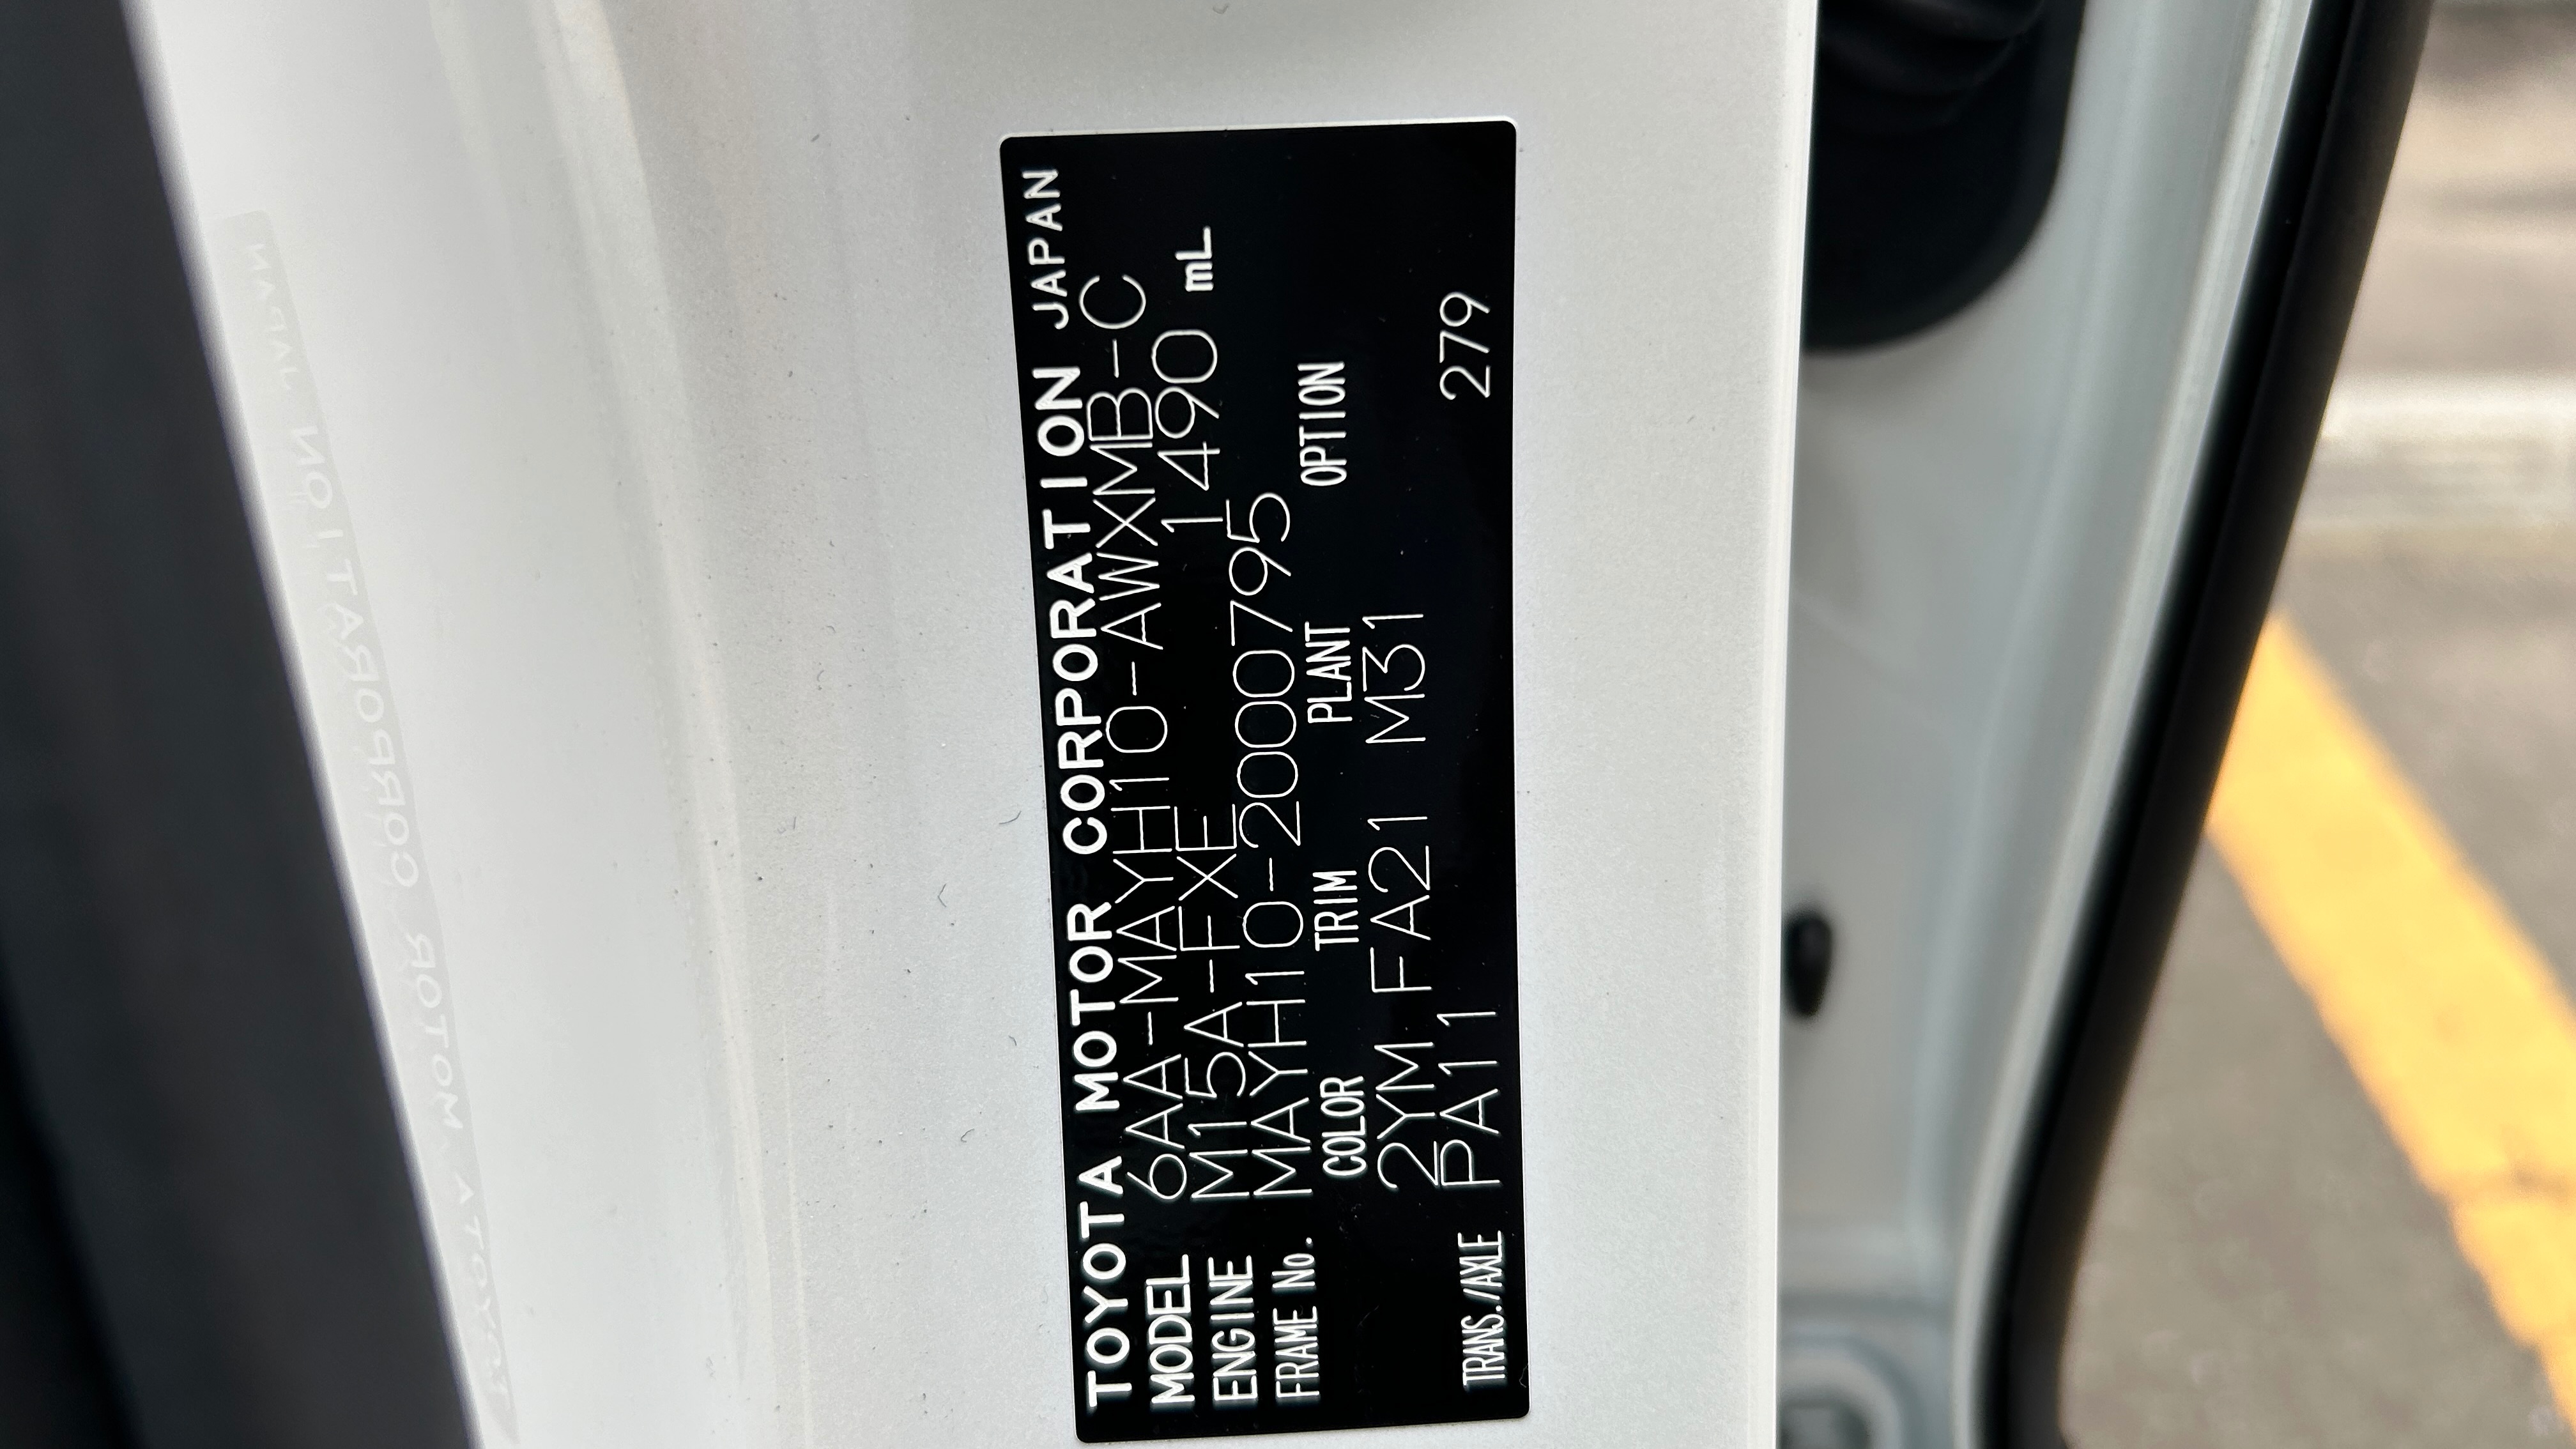 TOYOTA MOTOR CORPORATION JAPAN
MODEL 6AA-MAYH10-AWXMB-C
ENGINE M15A-FXE 1490 mL
FRAME No. MAYH10-2000795
COLOR TRIM PLANT OPTION
2YM FA21 M31
TRANS./AXLE PA11 279